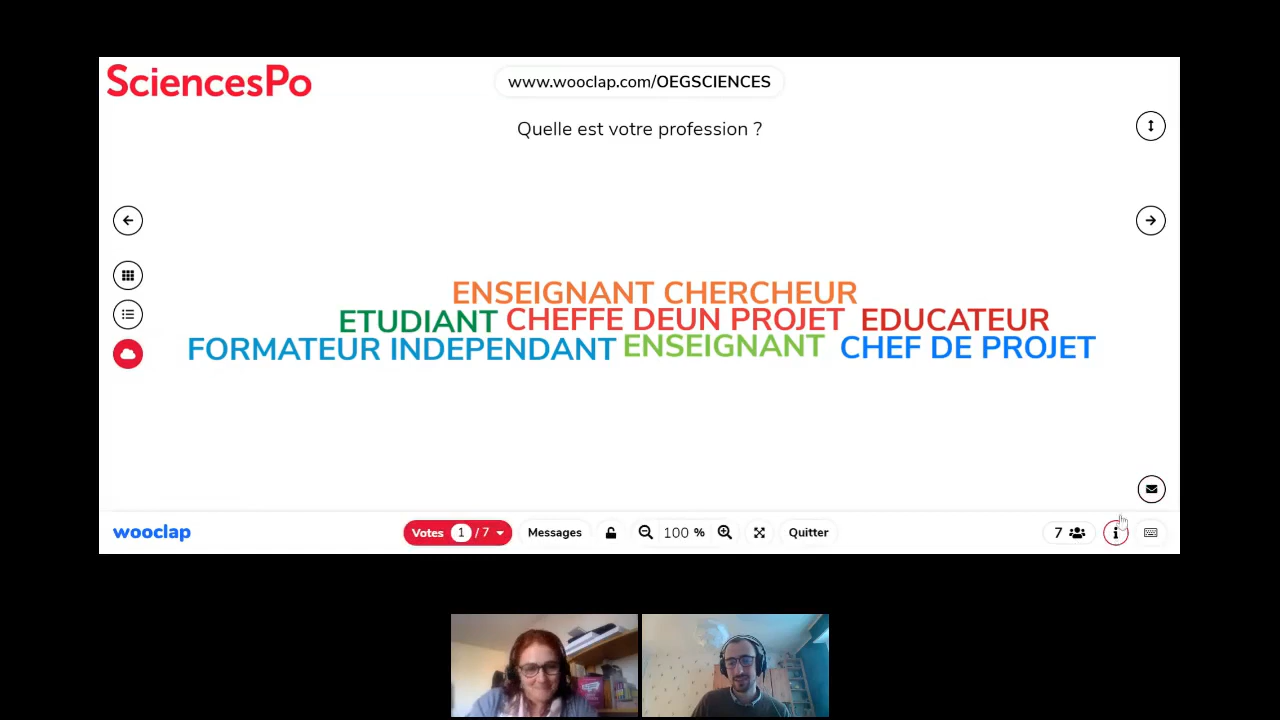 SciencesPo
www.wooclap.com/OEGSCIENCES
Quelle est votre profession ?
ENSEIGNANT CHERCHEUR
ETUDIANT CHEFFE DEUN PROJET EDUCATEUR
FORMATEUR INDEPENDANT ENSEIGNANT CHEF DE PROJET
wooclap Votes 1 / 7 Messages 100 % Quitter 7